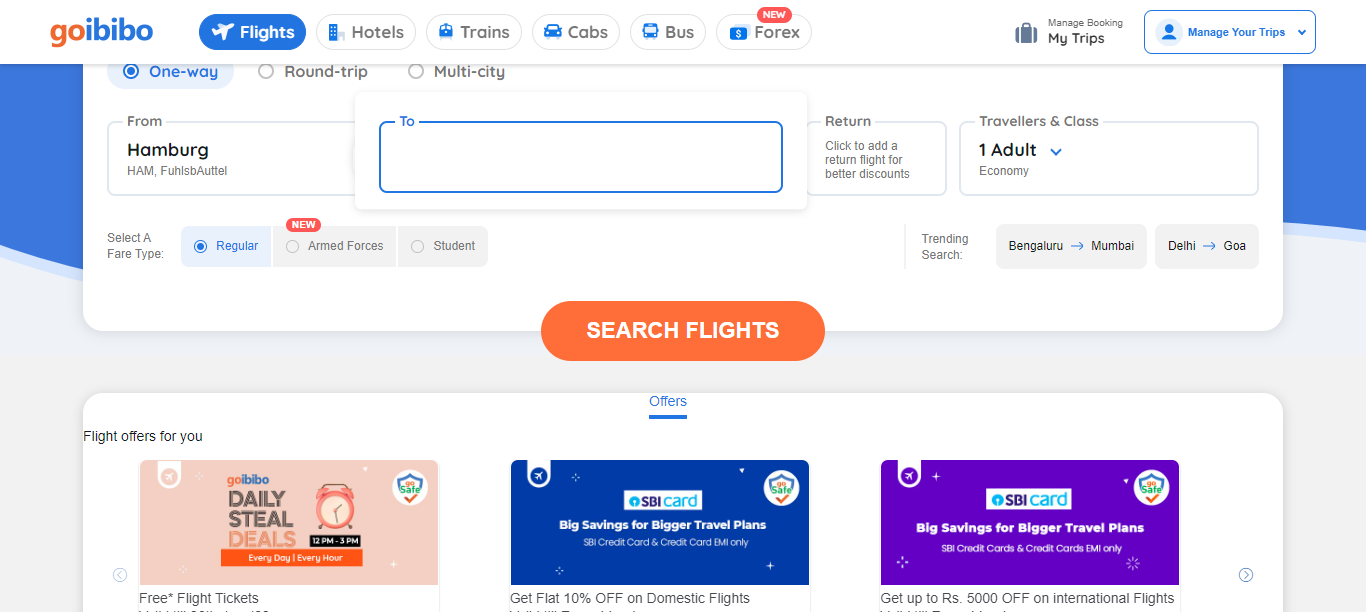 goibibo
Flights
Hotels
Trains
Cabs
Bus
NEW
Forex
Manage Booking
My Trips
Manage Your Trips
One-way
Round-trip
Multi-city
From
Hamburg
HAM, FuhlsbAuttel
To
Return
Click to add a
return flight for
better discounts
Travellers & Class
1 Adult
Economy
Select A
Fare Type:
Regular
NEW
Armed Forces
Student
Trending
Search:
Bengaluru → Mumbai
Delhi → Goa
SEARCH FLIGHTS
Offers
Flight offers for you
goibibo
DAILY
STEAL
DEALS
12 PM - 3 PM
Every Day | Every Hour
go
Safe
Free* Flight Tickets
SBI card
Big Savings for Bigger Travel Plans
SBI Credit Card & Credit Card EMI only
go
Safe
Get Flat 10% OFF on Domestic Flights
SBI card
Big Savings for Bigger Travel Plans
SBI Credit Cards & Credit Cards EMI only
go
Safe
Get up to Rs. 5000 OFF on international Flights